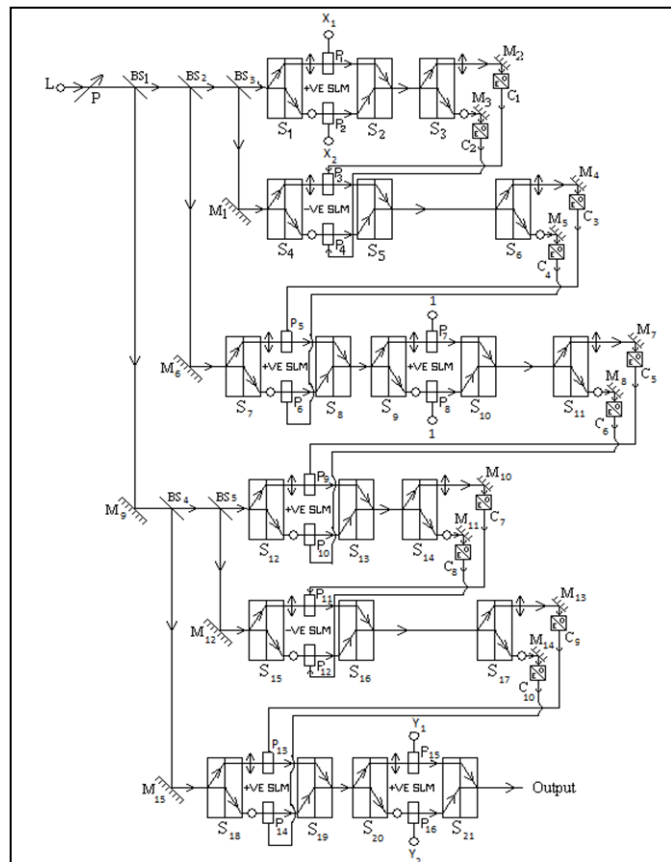 X₁
L P BS₁ BS₂ BS₃ P₁ M₂
+VE SLM M₃ C₁
P₂ C₂
S₁ S₂ S₃
X₂
P₃ M₄
M₁ -VE SLM M₅ C₃
P₄ C₄
S₄ S₅ S₆
P₅ 1 P₇ M₇
M₆ +VE SLM +VE SLM M₈ C₅
P₆ P₈ C₆
S₇ S₈ S₉ S₁₀ S₁₁
1
P₉ M₁₀
M₉ BS₄ BS₅ +VE SLM M₁₁ C₇
P₁₀ C₈
S₁₂ S₁₃ S₁₄
P₁₁ M₁₃
M₁₂ -VE SLM M₁₄ C₉
P₁₂ C₁₀
S₁₅ S₁₆ S₁₇
Y₁
P₁₃ P₁₅
M₁₅ +VE SLM +VE SLM Output
P₁₄ P₁₆
S₁₈ S₁₉ S₂₀ S₂₁